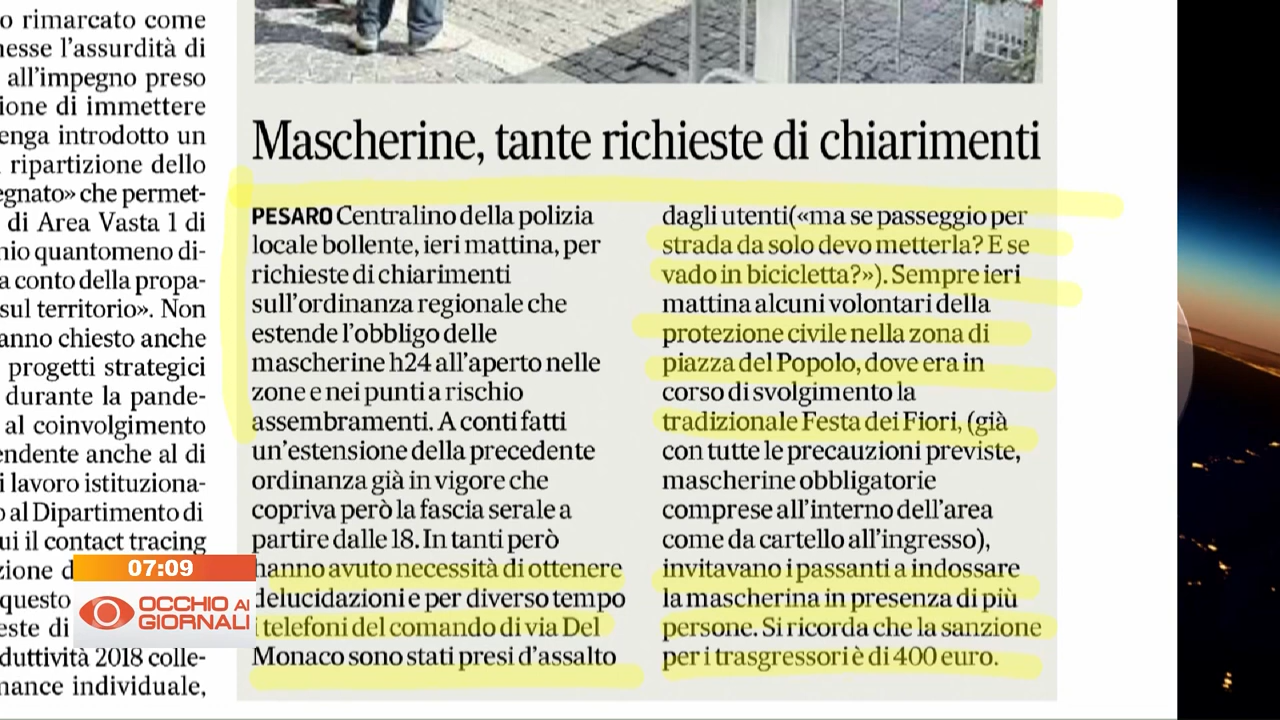 o rimarcato come
nesse l'assurdità di
all'impegno preso
ione di immettere
enga introdotto un
ripartizione dello
egnato» che permet-
di Area Vasta 1 di
nio quantomeno di-
a conto della propa-
sul territorio». Non
anno chiesto anche
progetti strategici
durante la pande-
al coinvolgimento
endente anche al di
i lavoro istituziona-
o al Dipartimento di
ui il contact tracing
zione d
questo
este di
duttività 2018 colle-
mance individuale,
Mascherine, tante richieste di chiarimenti
PESARO Centralino della polizia
locale bollente, ieri mattina, per
richieste di chiarimenti
sull'ordinanza regionale che
estende l'obbligo delle
mascherine h24 all'aperto nelle
zone e nei punti a rischio
assembramenti. A conti fatti
un'estensione della precedente
ordinanza già in vigore che
copriva però la fascia serale a
partire dalle 18. In tanti però
hanno avuto necessità di ottenere
delucidazioni e per diverso tempo
i telefoni del comando di via Del
Monaco sono stati presi d'assalto
dagli utenti(«ma se passeggio per
strada da solo devo metterla? E se
vado in bicicletta?»). Sempre ieri
mattina alcuni volontari della
protezione civile nella zona di
piazza del Popolo, dove era in
corso di svolgimento la
tradizionale Festa dei Fiori, (già
con tutte le precauzioni previste,
mascherine obbligatorie
comprese all'interno dell'area
come da cartello all'ingresso),
invitavano i passanti a indossare
la mascherina in presenza di più
persone. Si ricorda che la sanzione
per i trasgressori è di 400 euro.
07:09
OCCHIO AI
GIORNALI